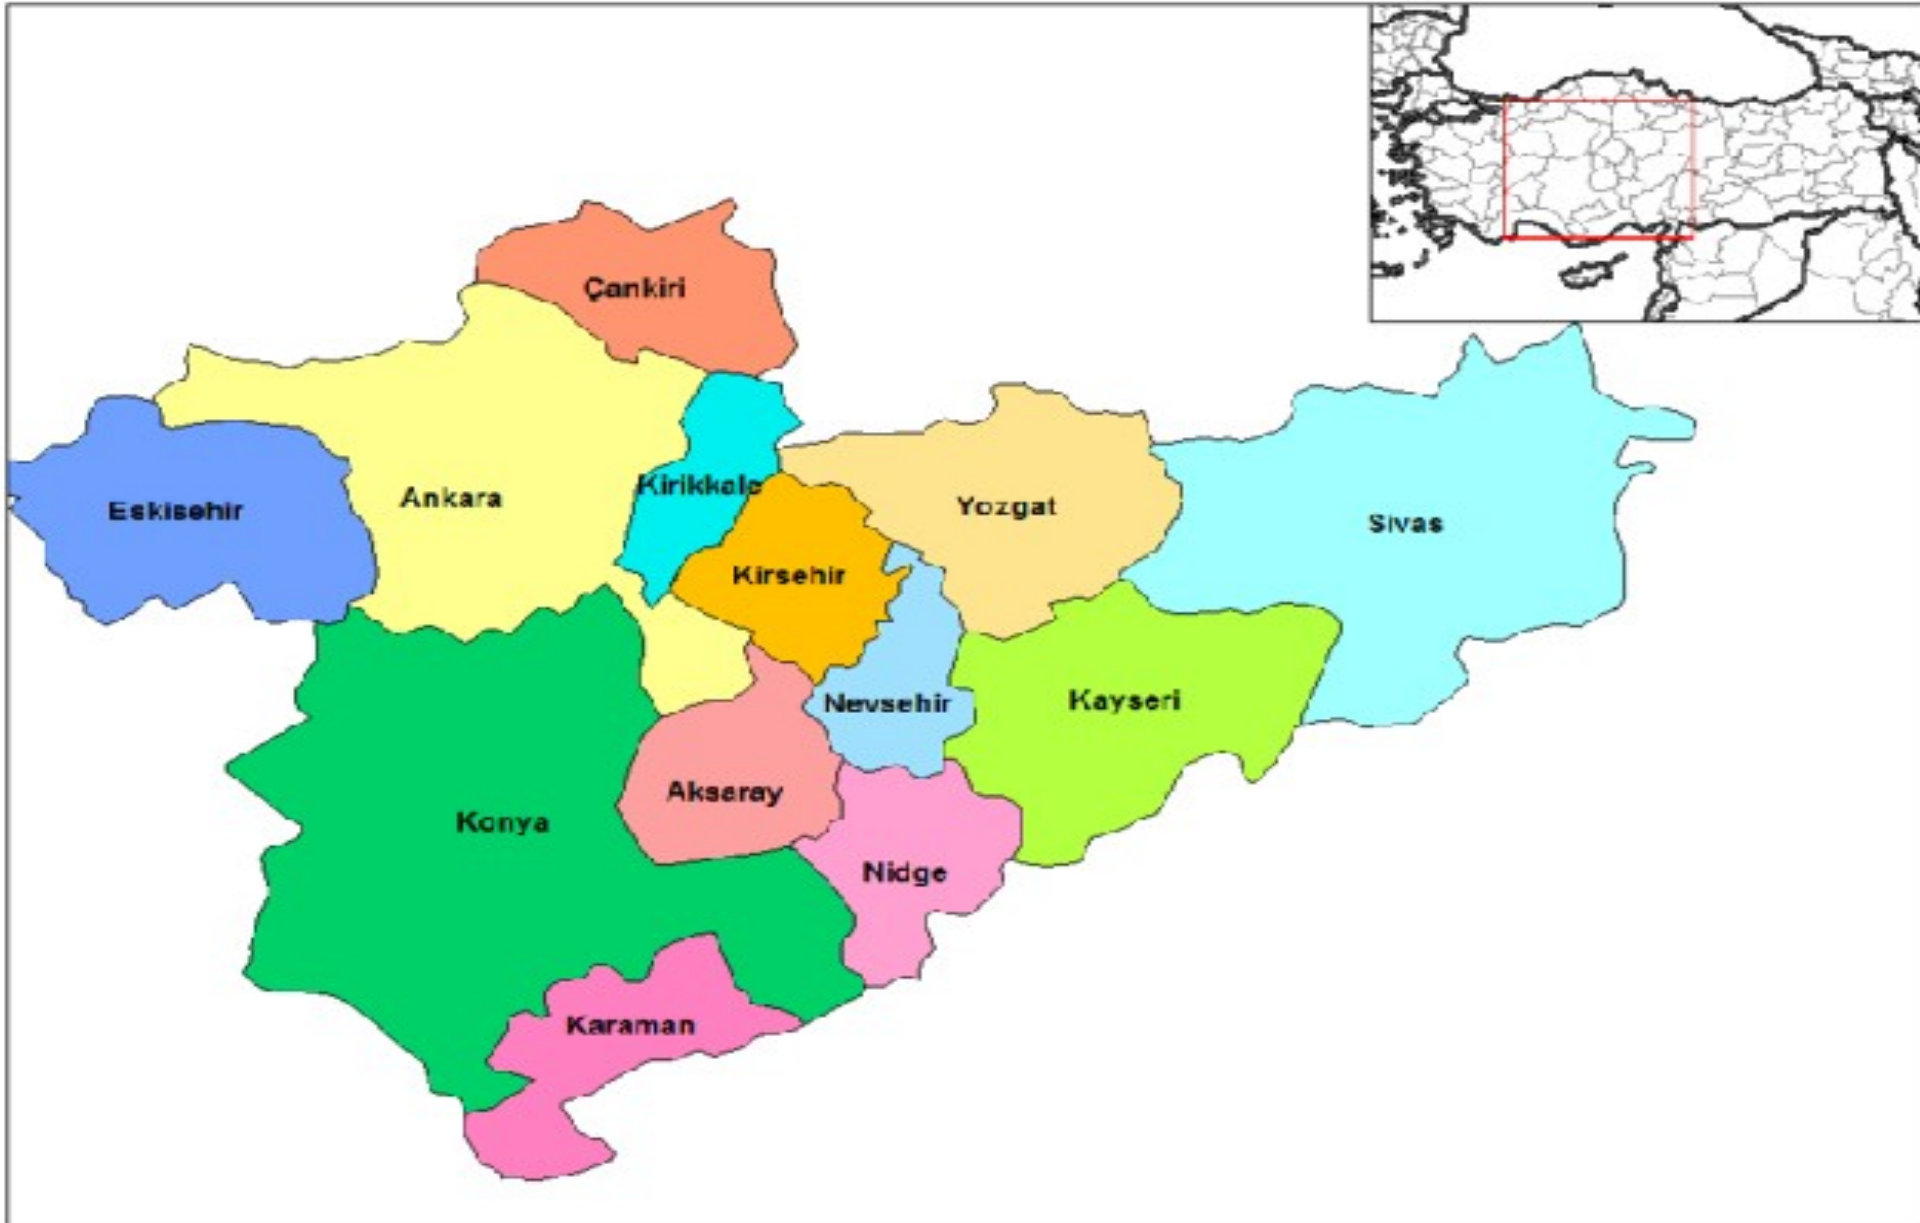 Çankiri
Kirikkale
Ankara
Eskisehir
Yozgat
Sivas
Kirsehir
Nevsehir
Kayseri
Aksaray
Konya
Nidge
Karaman